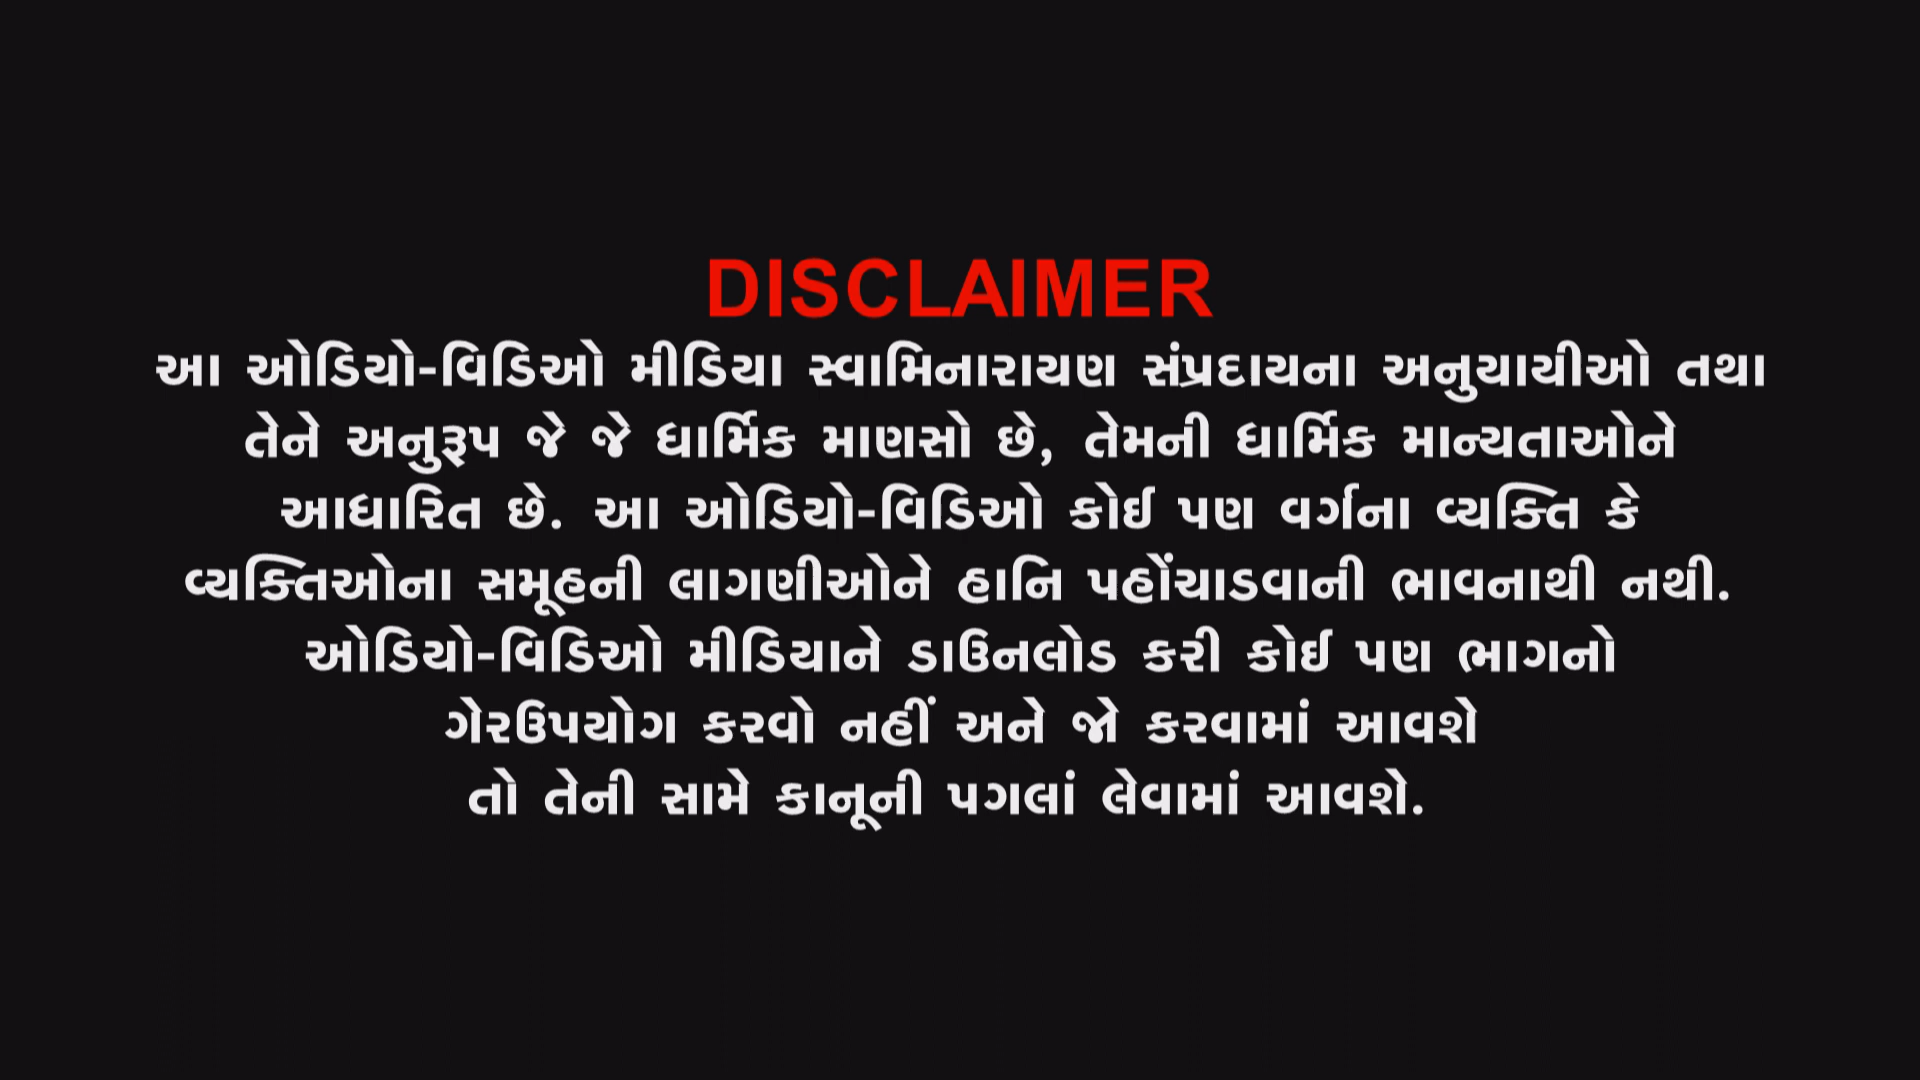 DISCLAIMER
આ ઓડિયો-વિડિઓ મીડિયા સ્વામિનારાયણ સંપ્રદાયના અનુયાયીઓ તથા
તેને અનુરૂપ જે જે ધાર્મિક માણસો છે, તેમની ધાર્મિક માન્યતાઓને
આધારિત છે. આ ઓડિયો-વિડિઓ કોઈ પણ વર્ગના વ્યક્તિ કે
વ્યક્તિઓના સમૂહની લાગણીઓને હાનિ પહોંચાડવાની ભાવનાથી નથી.
ઓડિયો-વિડિઓ મીડિયાને ડાઉનલોડ કરી કોઈ પણ ભાગનો
ગેરઉપયોગ કરવો નહીં અને જો કરવામાં આવશે
તો તેની સામે કાનૂની પગલાં લેવામાં આવશે.